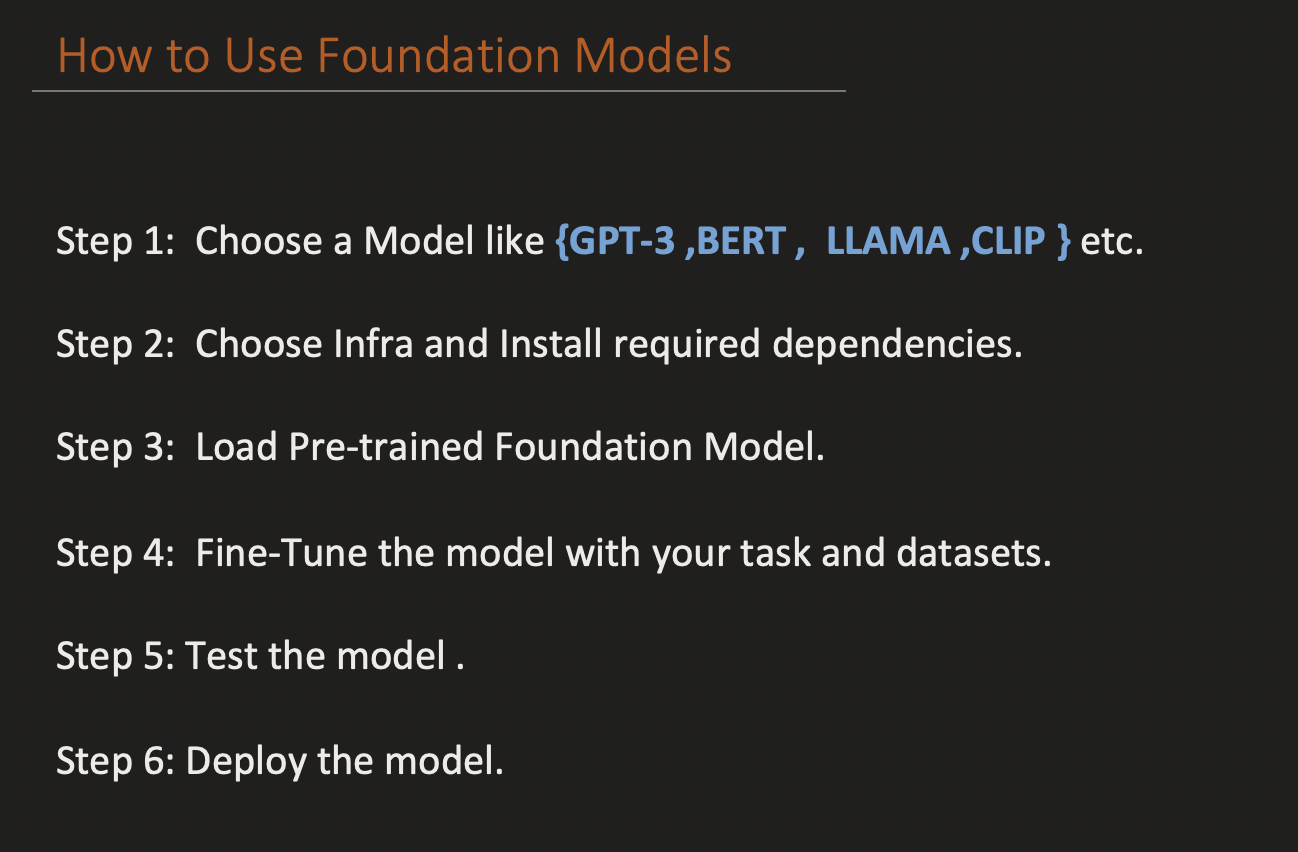 How to Use Foundation Models
Step 1: Choose a Model like {GPT-3 ,BERT , LLAMA ,CLIP } etc.
Step 2: Choose Infra and Install required dependencies.
Step 3: Load Pre-trained Foundation Model.
Step 4: Fine-Tune the model with your task and datasets.
Step 5: Test the model .
Step 6: Deploy the model.